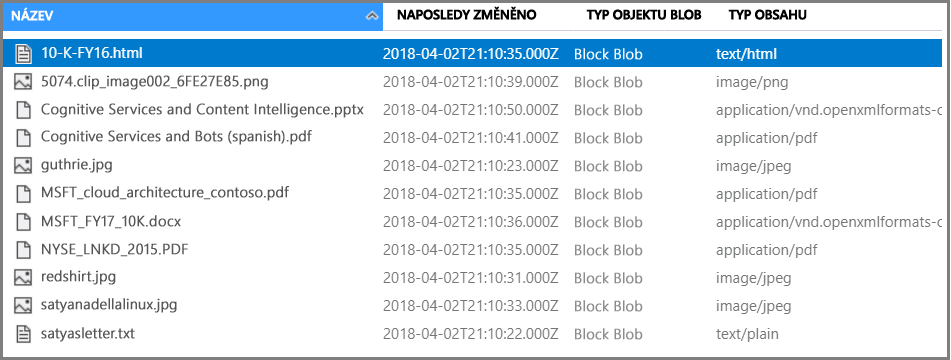 NÁZEV NAPOSLEDY ZMĚNĚNO TYP OBJEKTU BLOB TYP OBSAHU
10-K-FY16.html 2018-04-02T21:10:35.000Z Block Blob text/html
5074.clip_image002_6FE27E85.png 2018-04-02T21:10:39.000Z Block Blob image/png
Cognitive Services and Content Intelligence.pptx 2018-04-02T21:10:50.000Z Block Blob application/vnd.openxmlformats-o
Cognitive Services and Bots (spanish).pdf 2018-04-02T21:10:41.000Z Block Blob application/pdf
guthrie.jpg 2018-04-02T21:10:23.000Z Block Blob image/jpeg
MSFT_cloud_architecture_contoso.pdf 2018-04-02T21:10:35.000Z Block Blob application/pdf
MSFT_FY17_10K.docx 2018-04-02T21:10:36.000Z Block Blob application/vnd.openxmlformats-o
NYSE_LNKD_2015.PDF 2018-04-02T21:10:35.000Z Block Blob application/pdf
redshirt.jpg 2018-04-02T21:10:31.000Z Block Blob image/jpeg
satyanadellalinux.jpg 2018-04-02T21:10:33.000Z Block Blob image/jpeg
satyasletter.txt 2018-04-02T21:10:22.000Z Block Blob text/plain